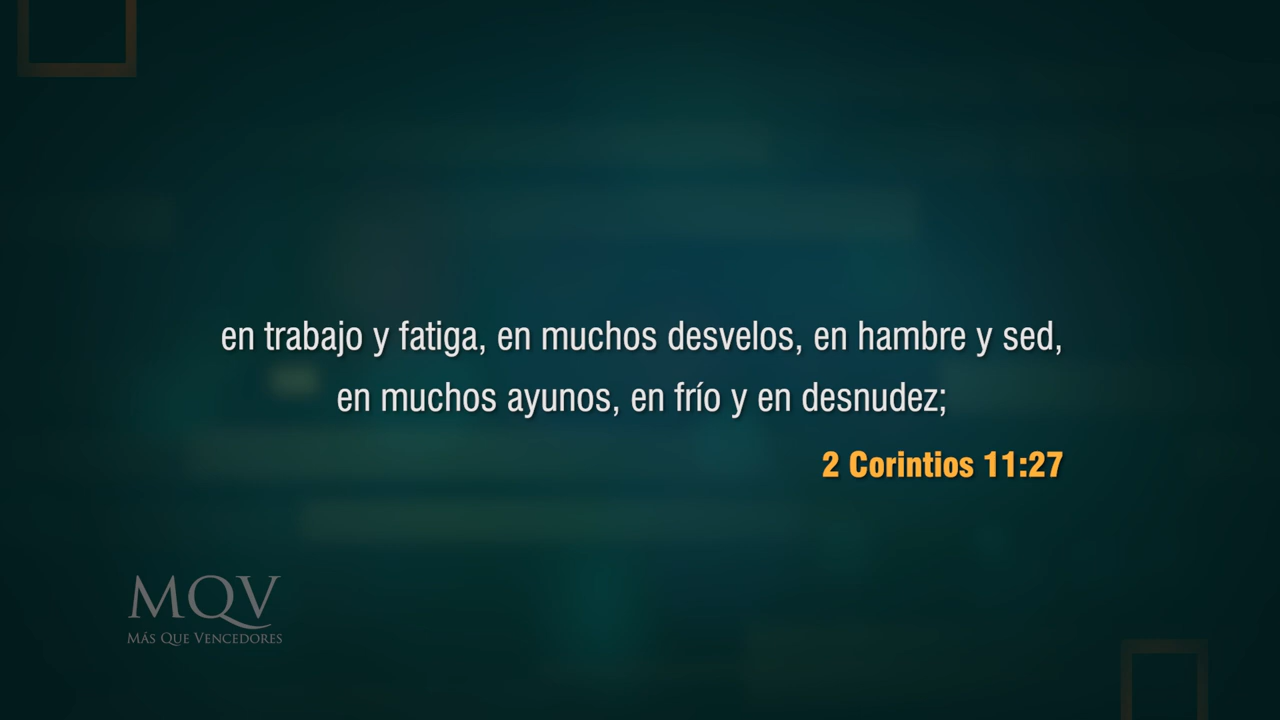 en trabajo y fatiga, en muchos desvelos, en hambre y sed,
en muchos ayunos, en frío y en desnudez;
2 Corintios 11:27
MQV
MÁS QUE VENCEDORES